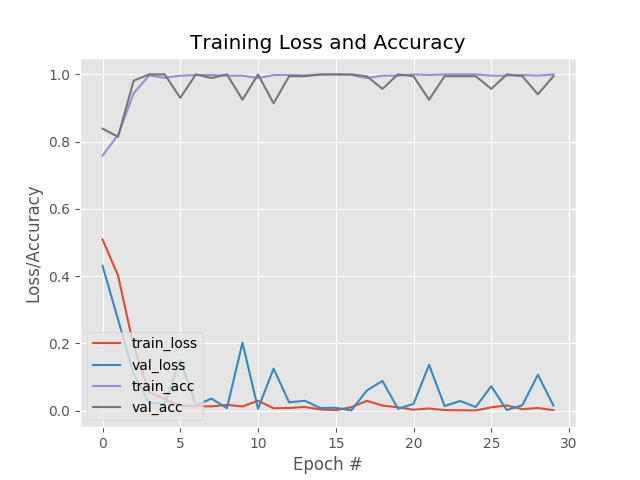 Training Loss and Accuracy
1.0
0.8
0.6
0.4
0.2
0.0
Loss/Accuracy
train_loss
val_loss
train_acc
val_acc
0 5 10 15 20 25 30
Epoch #